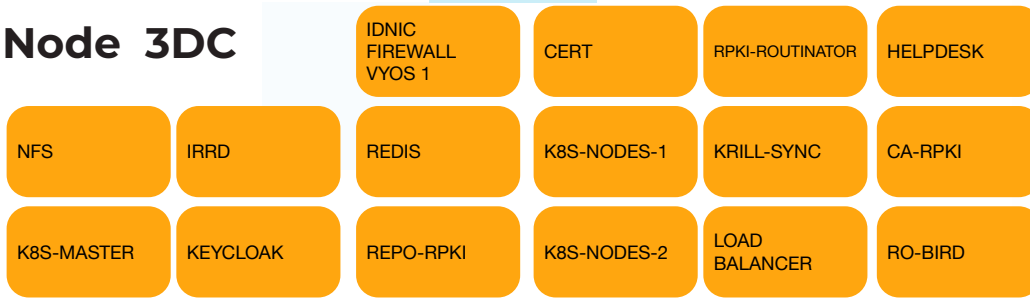 Node 3DC
IDNIC
FIREWALL
VYOS 1
CERT
RPKI-ROUTINATOR
HELPDESK
NFS
IRRD
REDIS
K8S-NODES-1
KRILL-SYNC
CA-RPKI
K8S-MASTER
KEYCLOAK
REPO-RPKI
K8S-NODES-2
LOAD
BALANCER
RO-BIRD